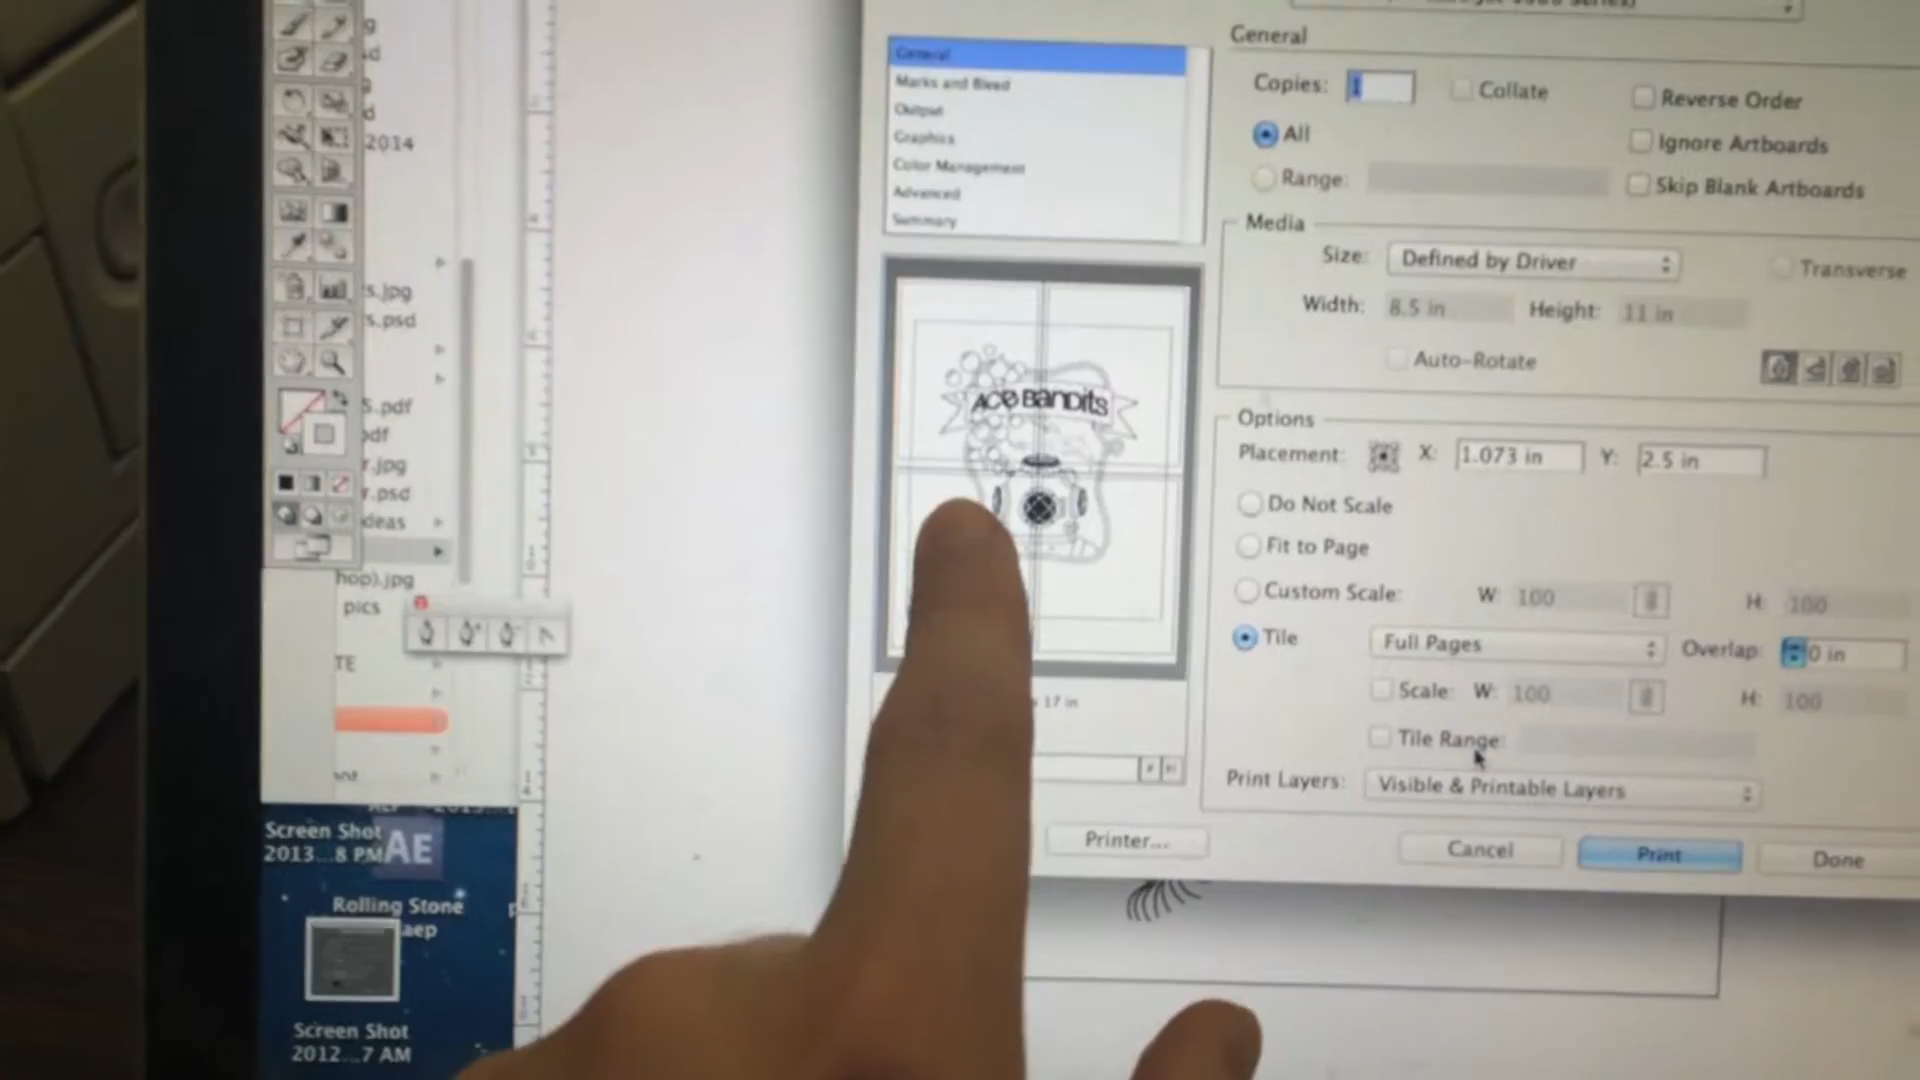 General
Copies: 1
Collate
Reverse Order
All
Ignore Artboards
Range:
Skip Blank Artboards
Media
Size: Defined by Driver
Transverse
Width: 8.5 in
Height: 11 in
Auto-Rotate
Options
Placement:
X: 1.073 in
Y: 2.5 in
Do Not Scale
Fit to Page
Custom Scale:
W: 100
H: 100
Tile
Full Pages
Overlap: 0 in
Scale:
W: 100
H: 100
Tile Range:
Print Layers: Visible & Printable Layers
Printer...
Cancel
Print
Done
General
Marks and Bleed
Output
Graphics
Color Management
Advanced
Summary
ACE BANDITS
17 in
2014
s.jpg
s.psd
5.pdf
pdf
r.jpg
r.psd
deas
hop).jpg
pics
TE
Screen Shot
2013...8 PM
AE
Rolling Stone
aep
Screen Shot
2012...7 AM